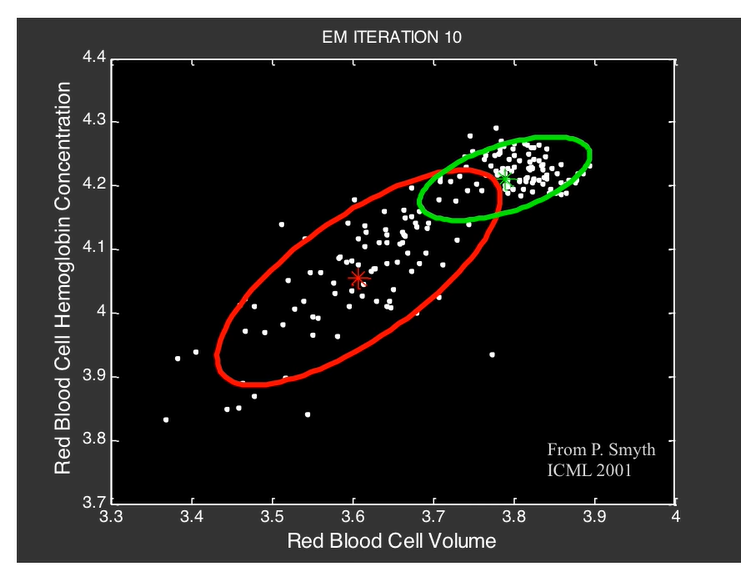 EM ITERATION 10
4.4
4.3
4.2
4.1
4
3.9
3.8
3.7
Red Blood Cell Hemoglobin Concentration
From P. Smyth
ICML 2001
3.3 3.4 3.5 3.6 3.7 3.8 3.9 4
Red Blood Cell Volume